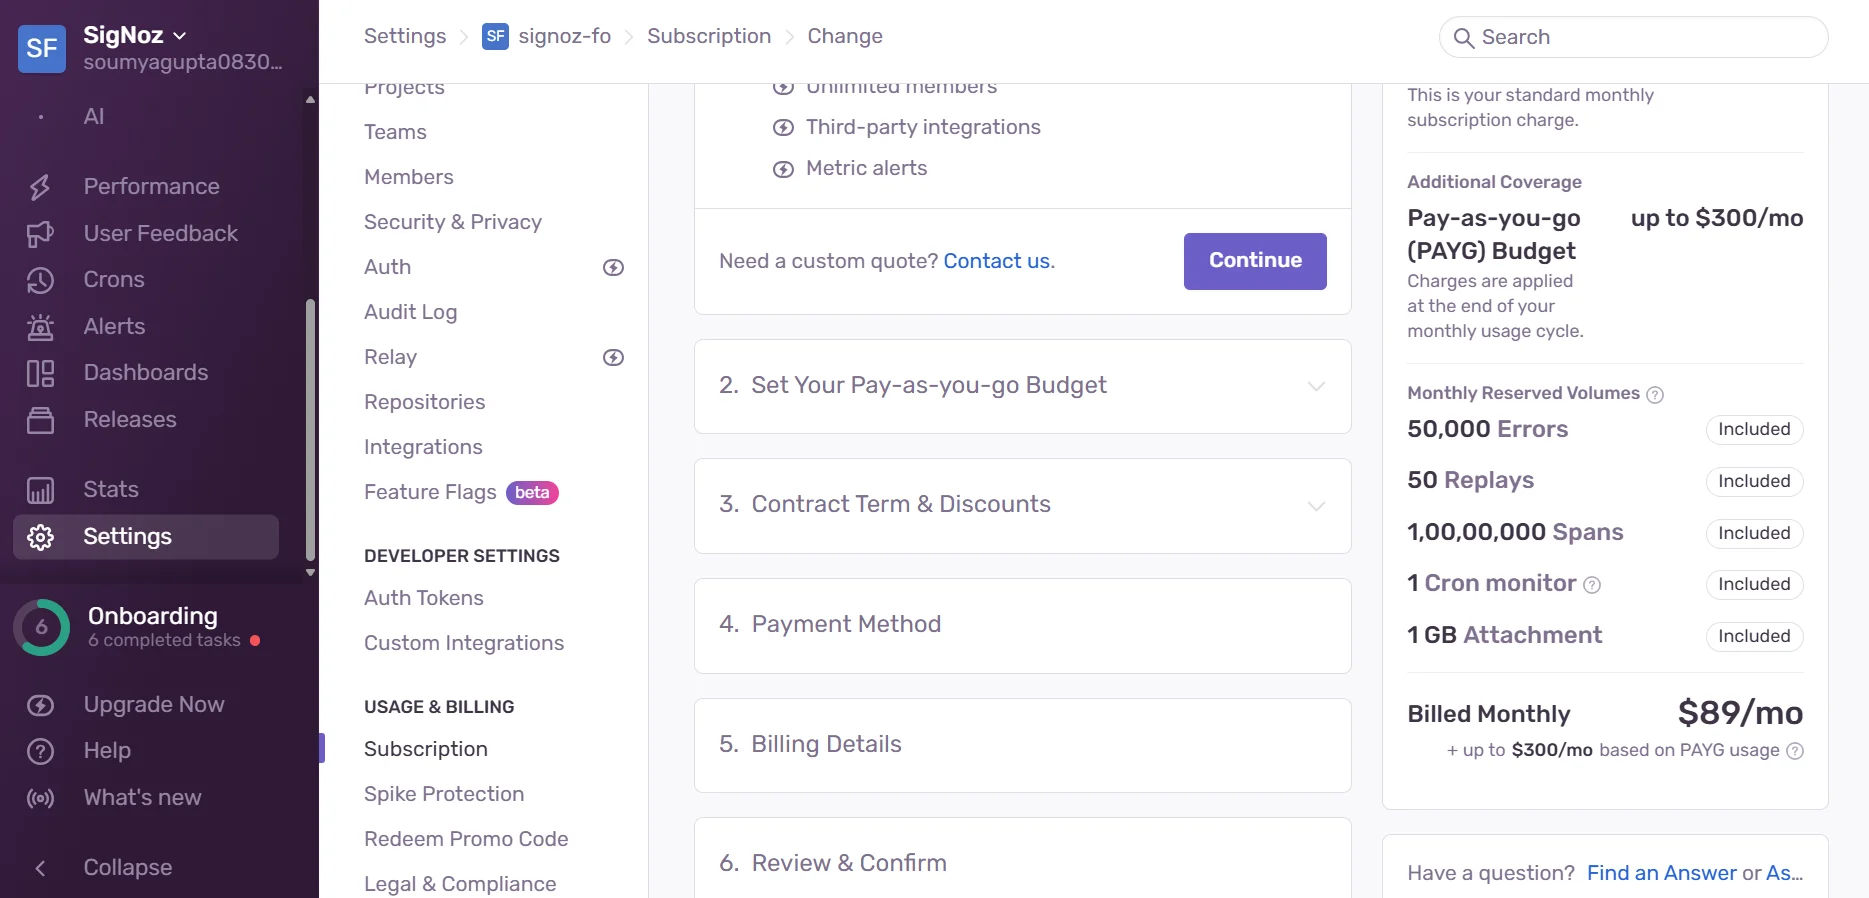 SF
SigNoz
soumyagupta0830...
AI
Performance
User Feedback
Crons
Alerts
Dashboards
Releases
Stats
Settings
6
Onboarding
6 completed tasks
Upgrade Now
Help
What's new
Collapse
Settings
SF
signoz-fo
Subscription
Change
Search
Projects
Teams
Members
Security & Privacy
Auth
Audit Log
Relay
Repositories
Integrations
Feature Flags beta
DEVELOPER SETTINGS
Auth Tokens
Custom Integrations
USAGE & BILLING
Subscription
Spike Protection
Redeem Promo Code
Legal & Compliance
Unlimited members
Third-party integrations
Metric alerts
Need a custom quote? Contact us.
Continue
2. Set Your Pay-as-you-go Budget
3. Contract Term & Discounts
4. Payment Method
5. Billing Details
6. Review & Confirm
This is your standard monthly
subscription charge.
Additional Coverage
Pay-as-you-go up to $300/mo
(PAYG) Budget
Charges are applied
at the end of your
monthly usage cycle.
Monthly Reserved Volumes ?
50,000 Errors Included
50 Replays Included
1,00,00,000 Spans Included
1 Cron monitor ? Included
1 GB Attachment Included
Billed Monthly $89/mo
+ up to $300/mo based on PAYG usage ?
Have a question? Find an Answer or As...